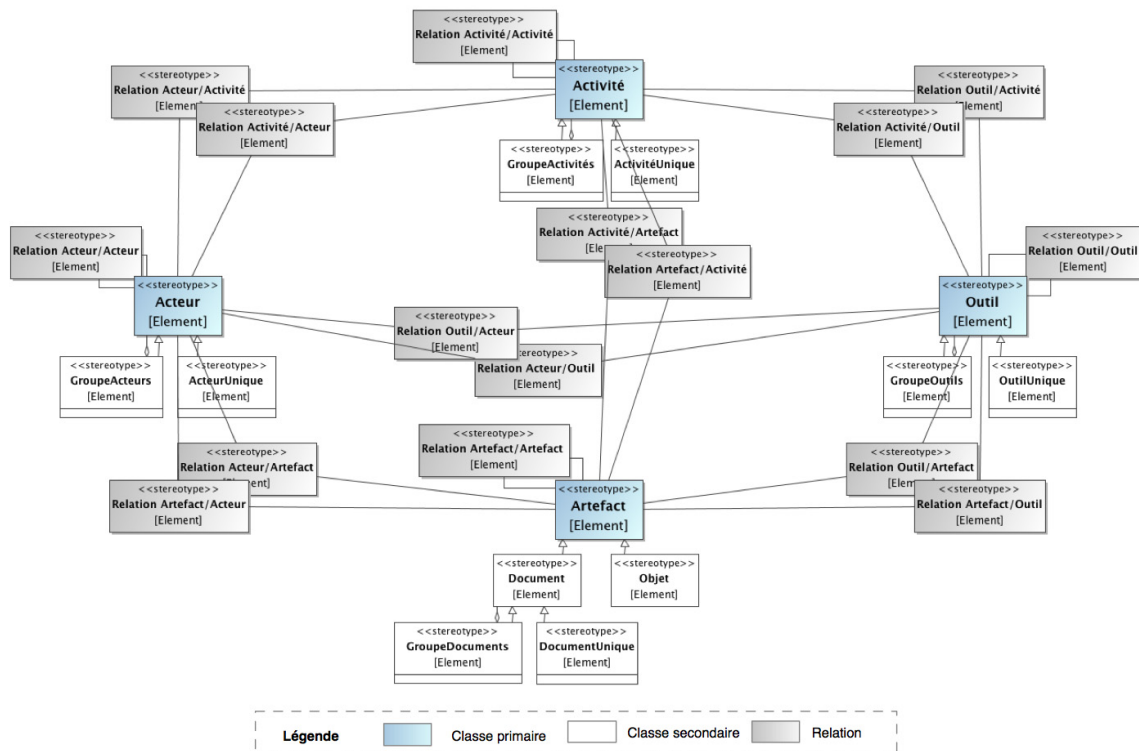 <<stereotype>>
Relation Activité/Activité
[Element]
<<stereotype>>
Activité
[Element]
<<stereotype>>
Relation Acteur/Activité
[Element]
<<stereotype>>
Relation Activité/Acteur
[Element]
<<stereotype>>
Relation Outil/Activité
[Element]
<<stereotype>>
Relation Activité/Outil
[Element]
<<stereotype>>
GroupeActivités
[Element]
<<stereotype>>
ActivitéUnique
[Element]
<<stereotype>>
Relation Activité/Artefact
<<stereotype>>
Relation Artefact/Activité
[Element]
<<stereotype>>
Relation Acteur/Acteur
[Element]
<<stereotype>>
Acteur
[Element]
<<stereotype>>
Relation Outil/Outil
[Element]
<<stereotype>>
Outil
[Element]
<<stereotype>>
Relation Outil/Acteur
[Element]
<<stereotype>>
Relation Acteur/Outil
[Element]
<<stereotype>>
GroupeActeurs
[Element]
<<stereotype>>
ActeurUnique
[Element]
<<stereotype>>
GroupeOutils
[Element]
<<stereotype>>
OutilUnique
[Element]
<<stereotype>>
Relation Artefact/Artefact
[Element]
<<stereotype>>
Relation Acteur/Artefact
[Element]
<<stereotype>>
Relation Artefact/Acteur
[Element]
<<stereotype>>
Relation Outil/Artefact
[Element]
<<stereotype>>
Relation Artefact/Outil
[Element]
<<stereotype>>
Artefact
[Element]
<<stereotype>>
Document
[Element]
<<stereotype>>
Objet
[Element]
<<stereotype>>
GroupeDocuments
[Element]
<<stereotype>>
DocumentUnique
[Element]
Légende
Classe primaire
Classe secondaire
Relation